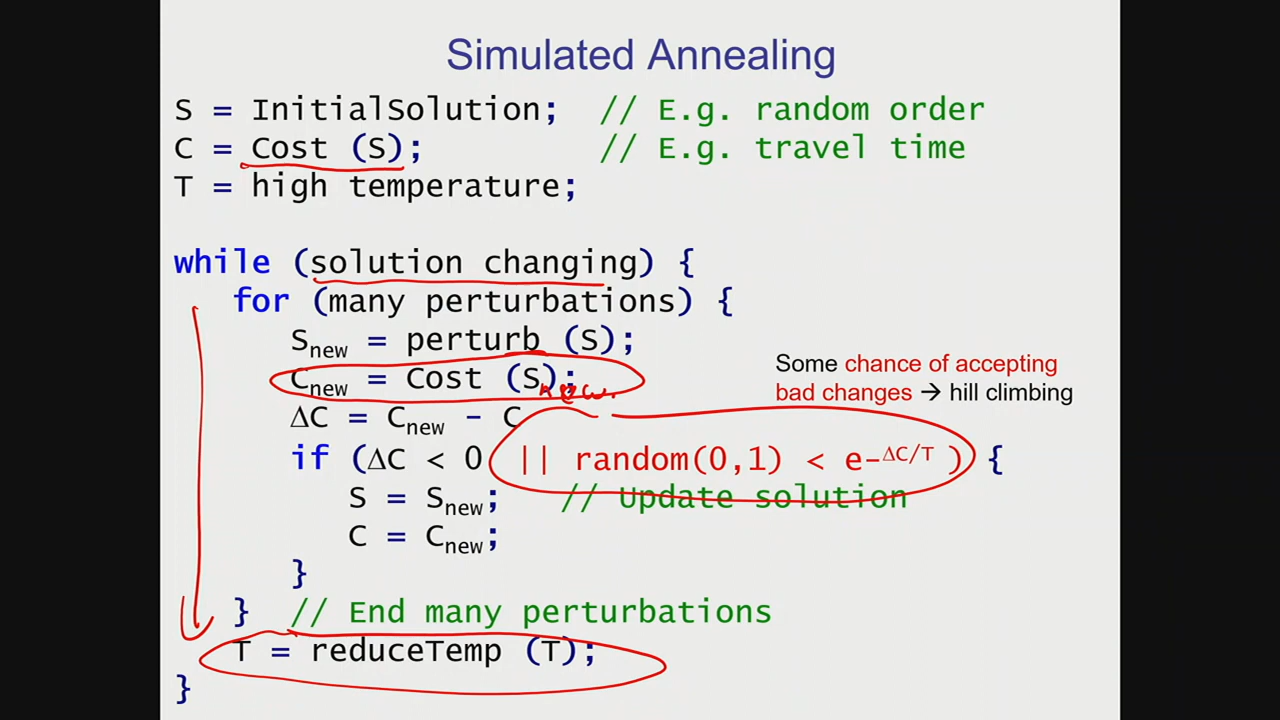 Simulated Annealing
S = InitialSolution; // E.g. random order
C = Cost (S); // E.g. travel time
T = high temperature;
while (solution changing) {
for (many perturbations) {
Snew = perturb (S);
Cnew = Cost (S);
new.
Some chance of accepting
bad changes → hill climbing
ΔC = Cnew - C
if (ΔC < 0 || random(0,1) < e-ΔC/T ) {
S = Snew; // Update solution
C = Cnew;
}
} // End many perturbations
T = reduceTemp (T);
}